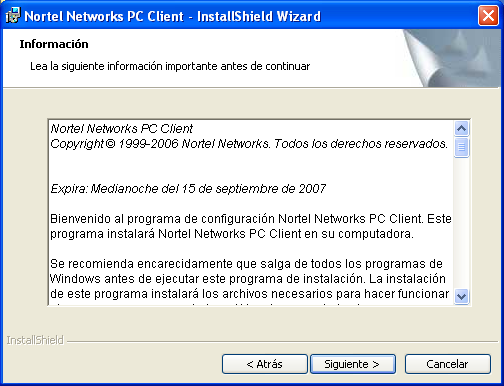 Nortel Networks PC Client - InstallShield Wizard
Información
Lea la siguiente información importante antes de continuar
Nortel Networks PC Client
Copyright © 1999-2006 Nortel Networks. Todos los derechos reservados.
Expira: Medianoche del 15 de septiembre de 2007
Bienvenido al programa de configuración Nortel Networks PC Client. Este
programa instalará Nortel Networks PC Client en su computadora.
Se recomienda encarecidamente que salga de todos los programas de
Windows antes de ejecutar este programa de instalación. La instalación
de este programa instalará los archivos necesarios para hacer funcionar
InstallShield
< Atrás
Siguiente >
Cancelar